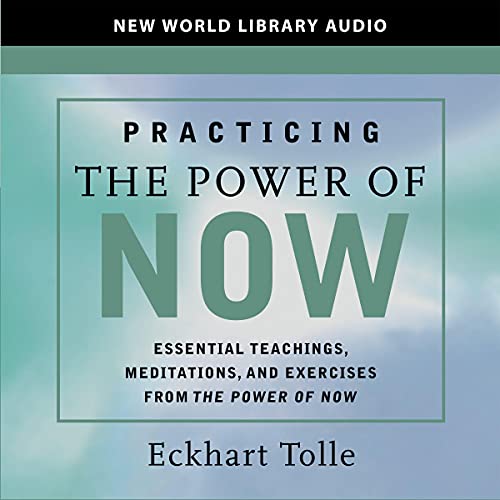 NEW WORLD LIBRARY AUDIO
PRACTICING
THE POWER OF
NOW
ESSENTIAL TEACHINGS,
MEDITATIONS, AND EXERCISES
FROM THE POWER OF NOW
Eckhart Tolle